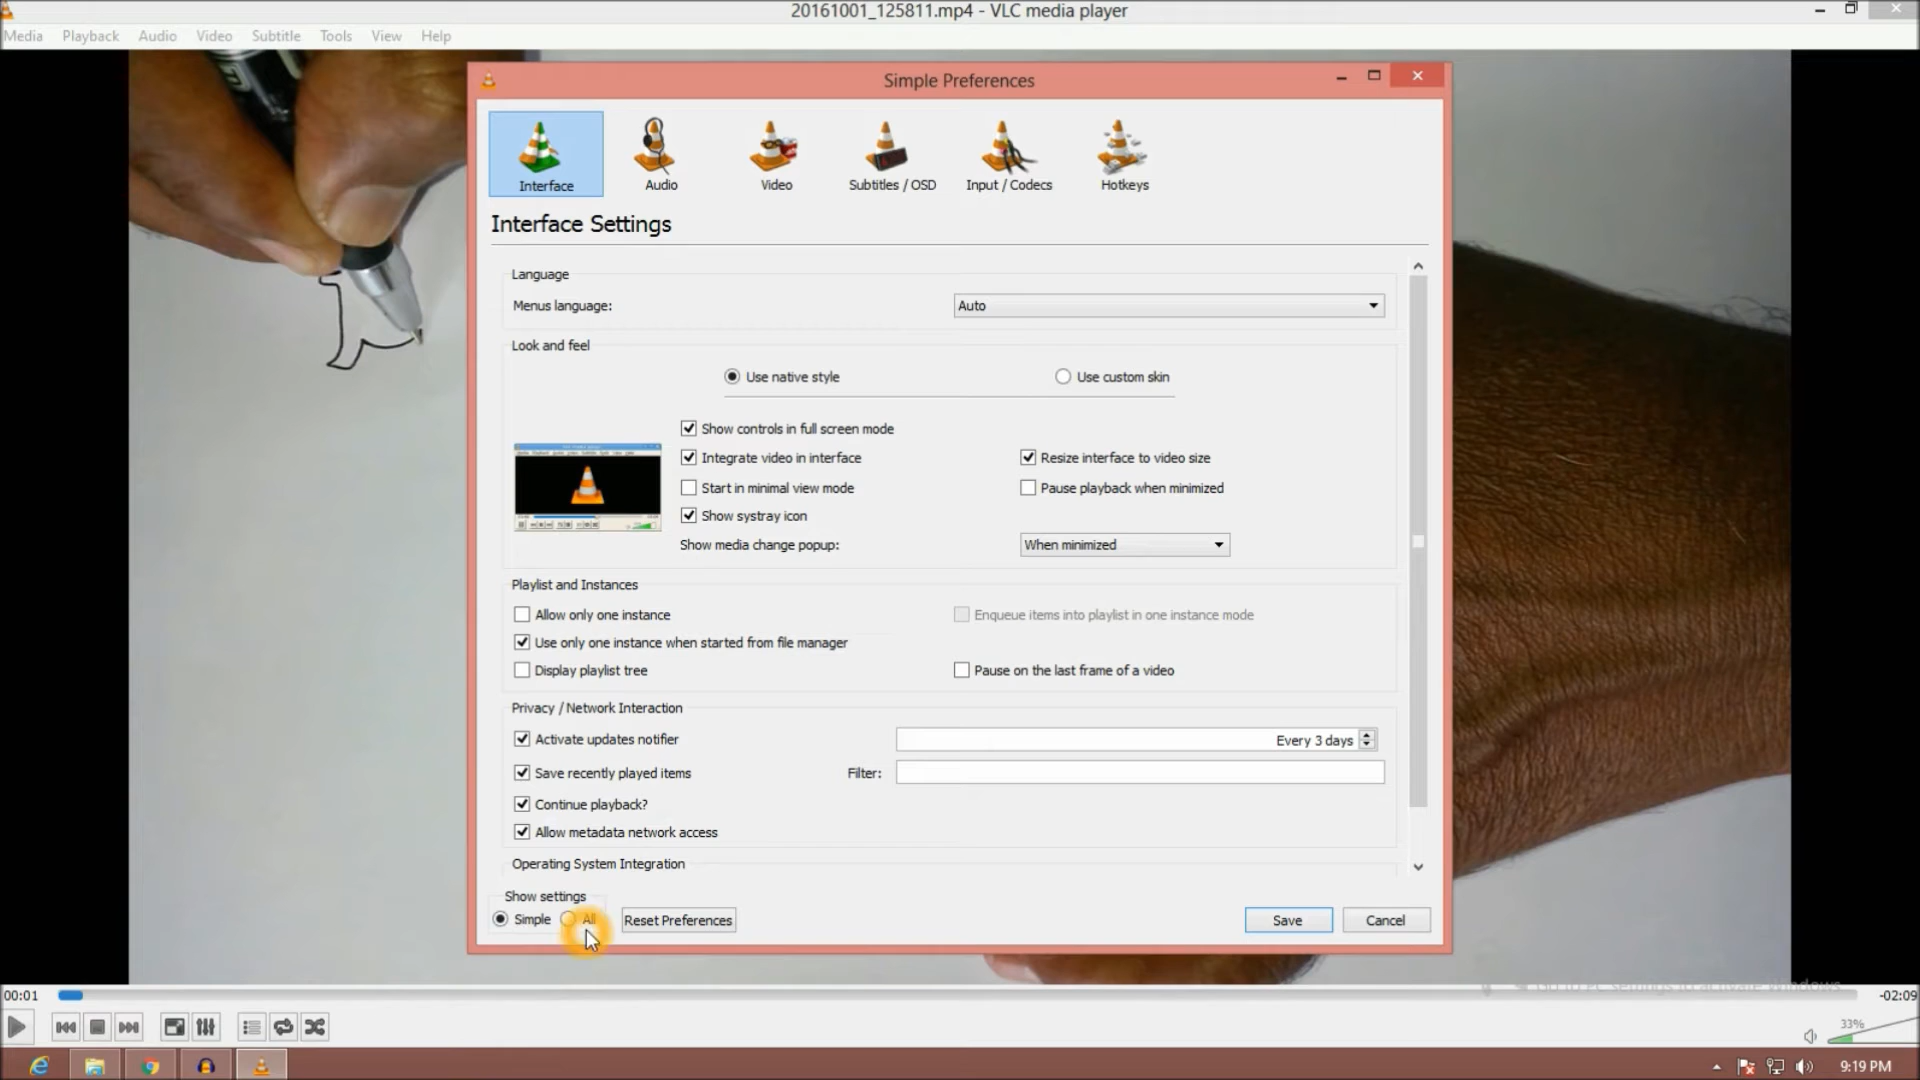 20161001_125811.mp4 - VLC media player
Media Playback Audio Video Subtitle Tools View Help
Simple Preferences
Interface Audio Video Subtitles / OSD Input / Codecs Hotkeys
Interface Settings
Language
Menus language: Auto
Look and feel
Use native style Use custom skin
Show controls in full screen mode
Integrate video in interface Resize interface to video size
Start in minimal view mode Pause playback when minimized
Show systray icon
Show media change popup: When minimized
Playlist and Instances
Allow only one instance Enqueue items into playlist in one instance mode
Use only one instance when started from file manager
Display playlist tree Pause on the last frame of a video
Privacy / Network Interaction
Activate updates notifier Every 3 days
Save recently played items Filter:
Continue playback?
Allow metadata network access
Operating System Integration
Show settings
Simple All Reset Preferences Save Cancel
Go to PC settings to activate Windows.
00:01 -02:09
33%
9:19 PM